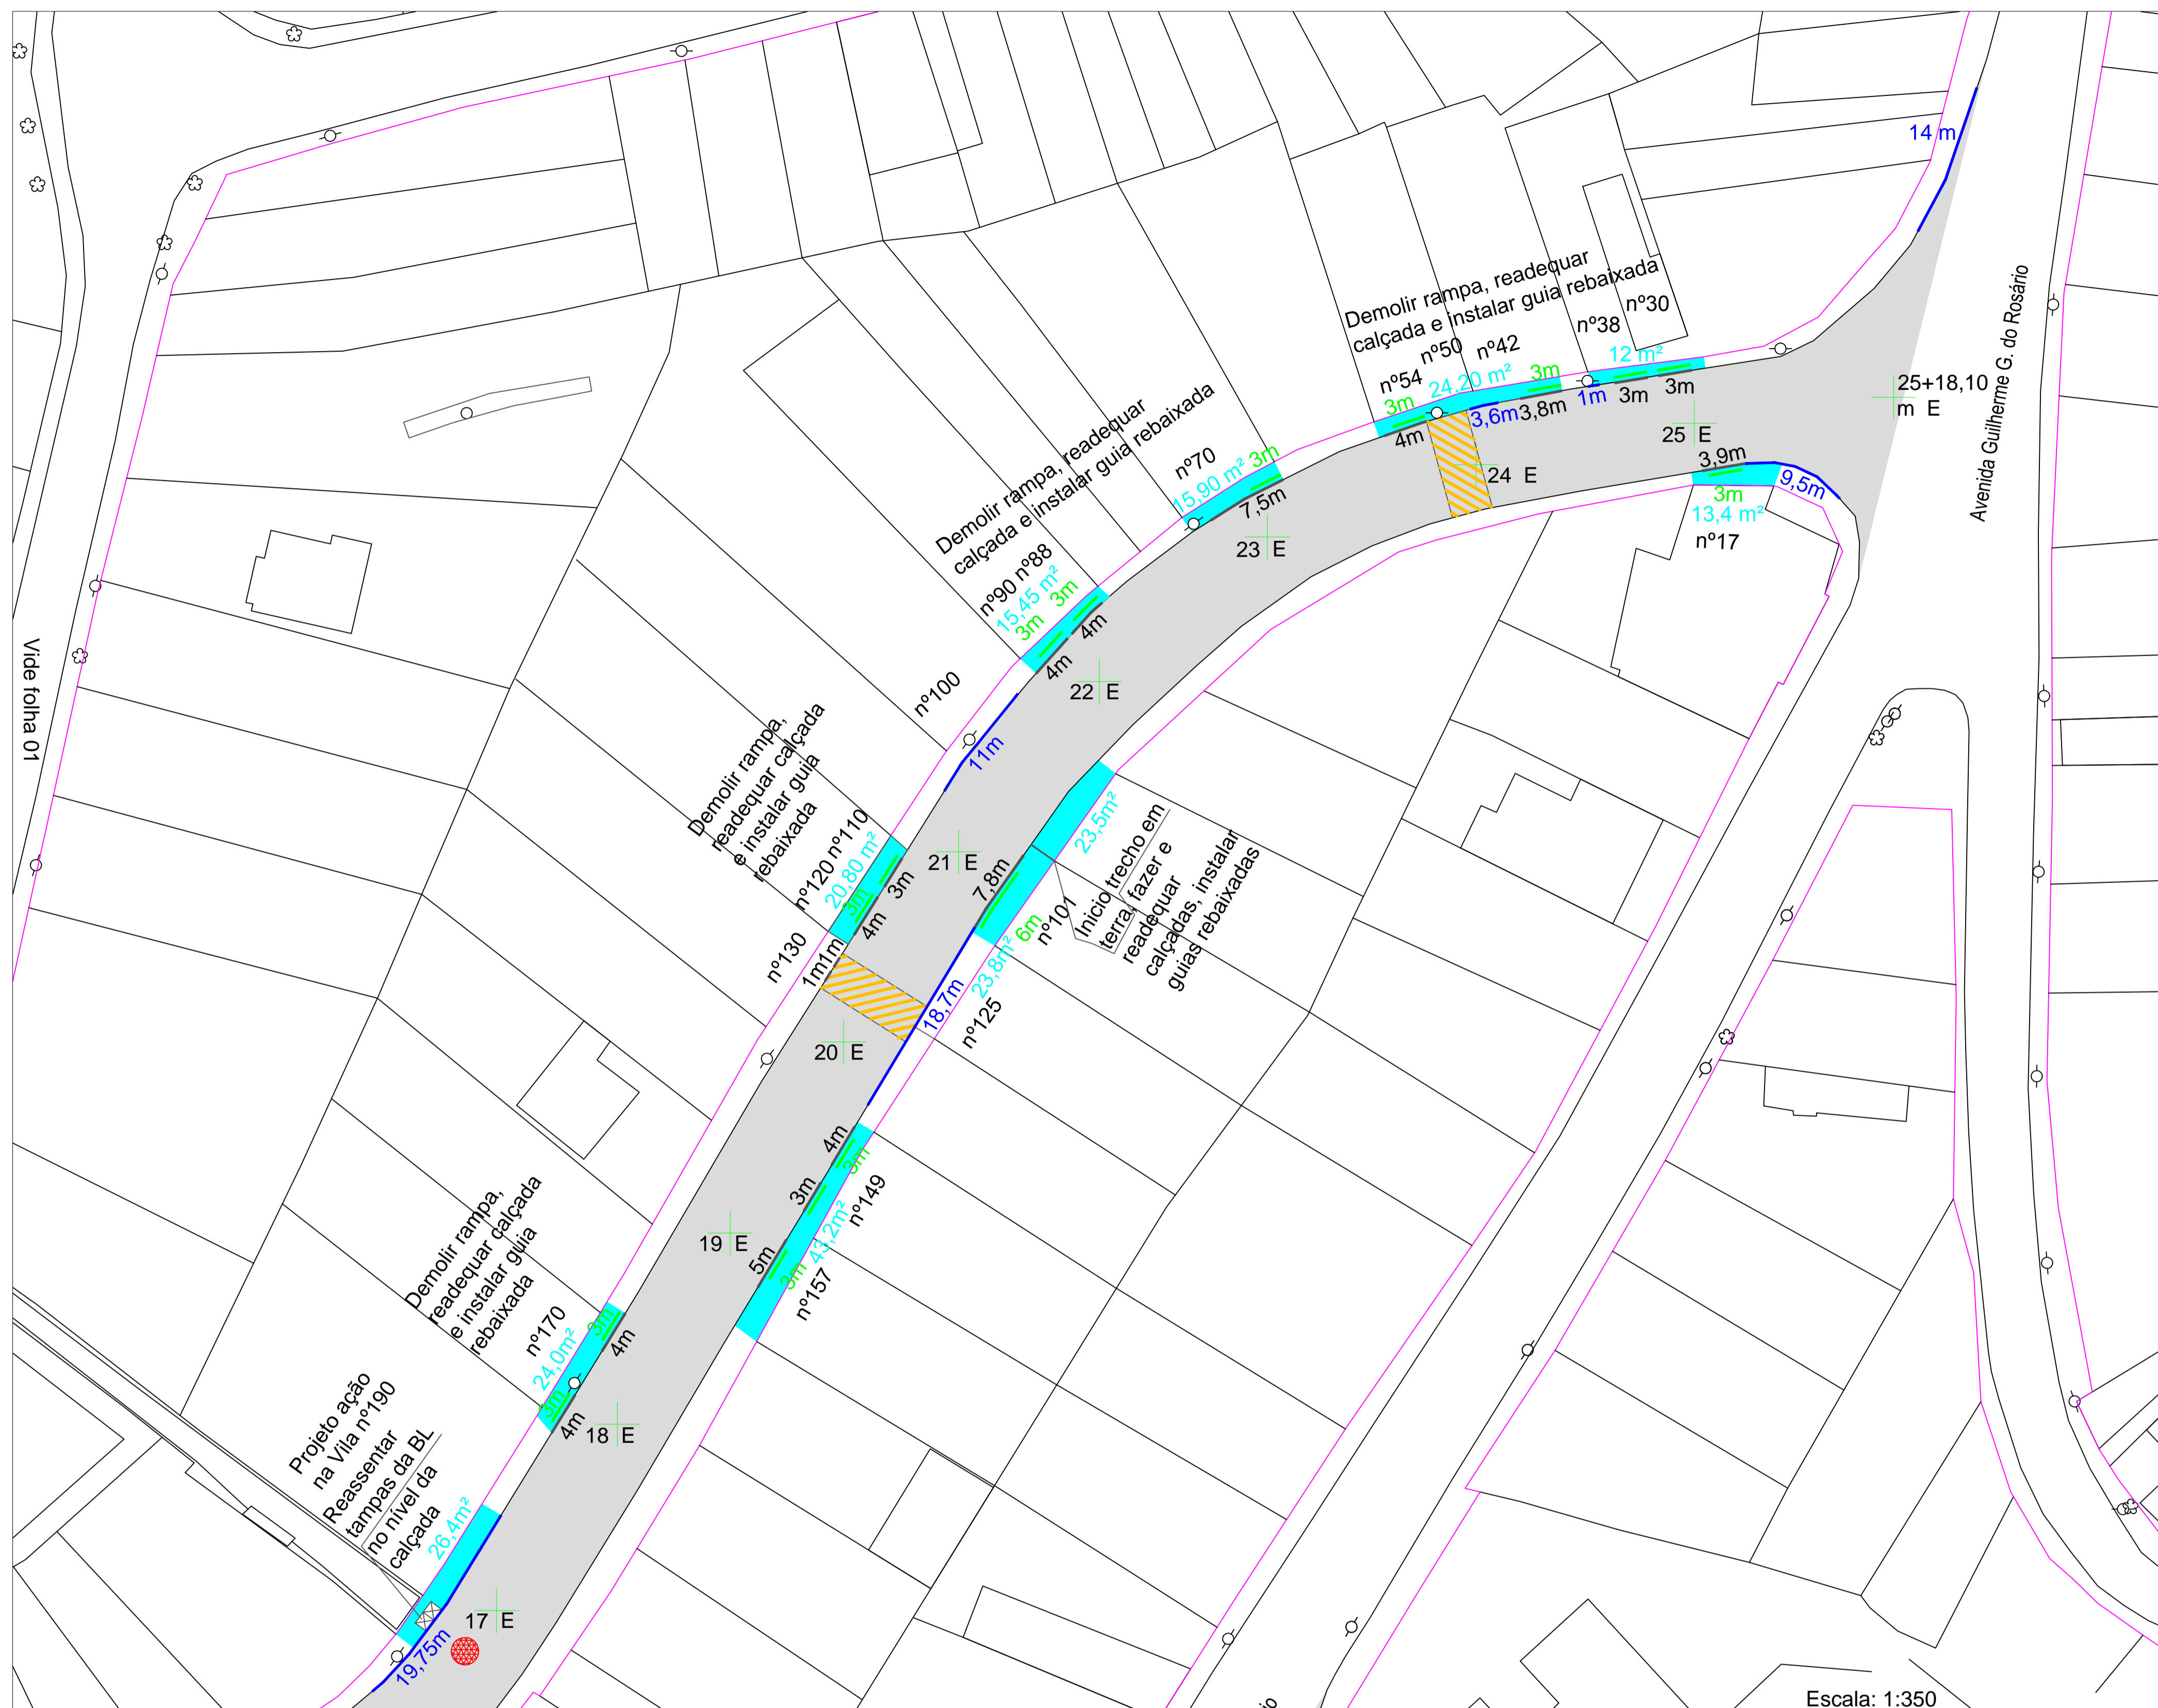 14 m
Avenida Guilherme G. do Rosário
25+18,10
m E
Demolir rampa, readequar
calçada e instalar guia rebaixada
nº30
nº38
nº42
nº50
nº54
12 m²
24.20 m²
3m
3m
4m
3,6m
3,8m
1m
3m
3m
25 E
24 E
3,9m
9,5m
3m
13,4 m²
nº17
Demolir rampa, readequar
calçada e instalar guia rebaixada
nº70
15,90 m²
3m
7,5m
23 E
nº90 nº88
15,45 m²
3m
3m
4m
4m
22 E
nº100
11m
Vide folha 01
Demolir rampa,
readequar calçada
e instalar guia
rebaixada
nº120 nº110
20,80 m²
3m
3m
4m
21 E
nº130
1m1m
7,8m
23,5m²
Inicio trecho em
terra, fazer e
readequar
calçadas, instalar
guias rebaixadas
6m
nº101
23,8m²
18,7m
nº125
20 E
4m
3m
3m
nº149
43,2m²
5m
3m
nº157
19 E
Demolir rampa,
readequar calçada
e instalar guia
rebaixada
nº170
24,0m²
3m
4m
3m
4m
18 E
Projeto ação
na Vila nº190
Reassentar
tampas da BL
no nível da
calçada
26,4m²
17 E
19,75m
Escala: 1:350